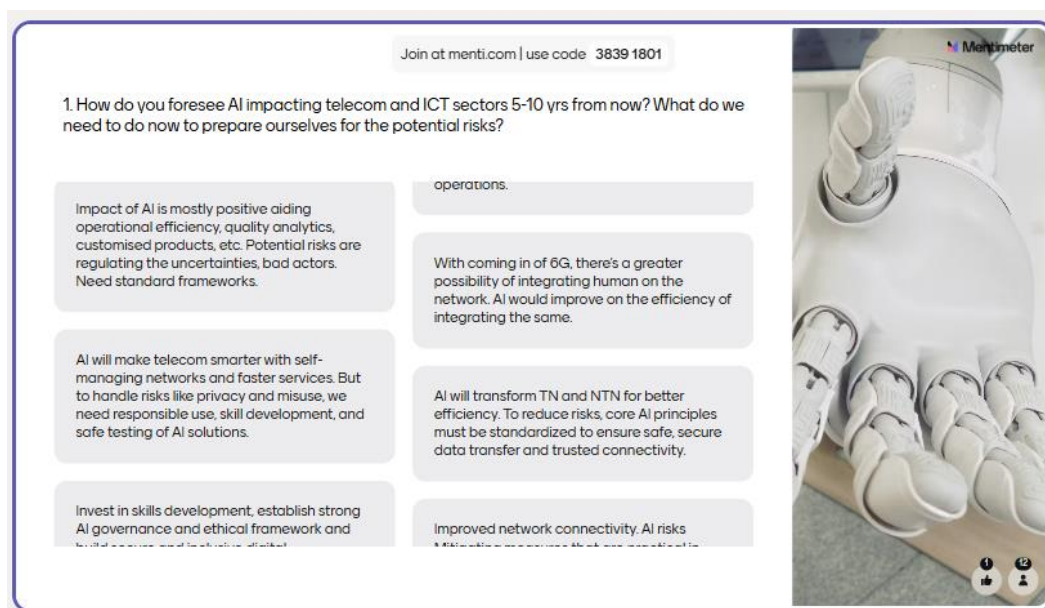 Join at menti.com | use code 3839 1801
Mentimeter
1. How do you foresee AI impacting telecom and ICT sectors 5-10 yrs from now? What do we
need to do now to prepare ourselves for the potential risks?
Impact of AI is mostly positive aiding
operational efficiency, quality analytics,
customised products, etc. Potential risks are
regulating the uncertainties, bad actors.
Need standard frameworks.
AI will make telecom smarter with self-
managing networks and faster services. But
to handle risks like privacy and misuse, we
need responsible use, skill development, and
safe testing of AI solutions.
Invest in skills development, establish strong
AI governance and ethical framework and
operations.
With coming in of 6G, there's a greater
possibility of integrating human on the
network. AI would improve on the efficiency of
integrating the same.
AI will transform TN and NTN for better
efficiency. To reduce risks, core AI principles
must be standardized to ensure safe, secure
data transfer and trusted connectivity.
Improved network connectivity. AI risks
1
12